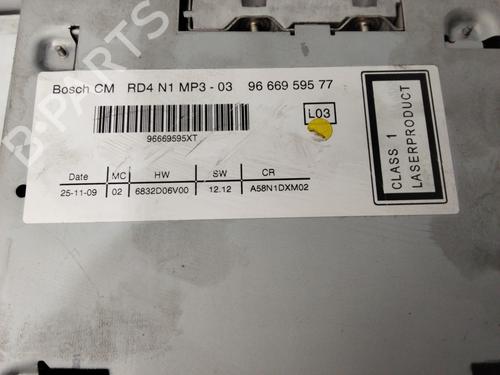 Bosch CM RD4 N1 MP3 - 03 96 669 595 77
L03
96669595XT
Date MC HW SW CR
25-11-09 02 6832D06V00 12.12 A58N1DXM02
CLASS 1
LASERPRODUCT
B-PARTS